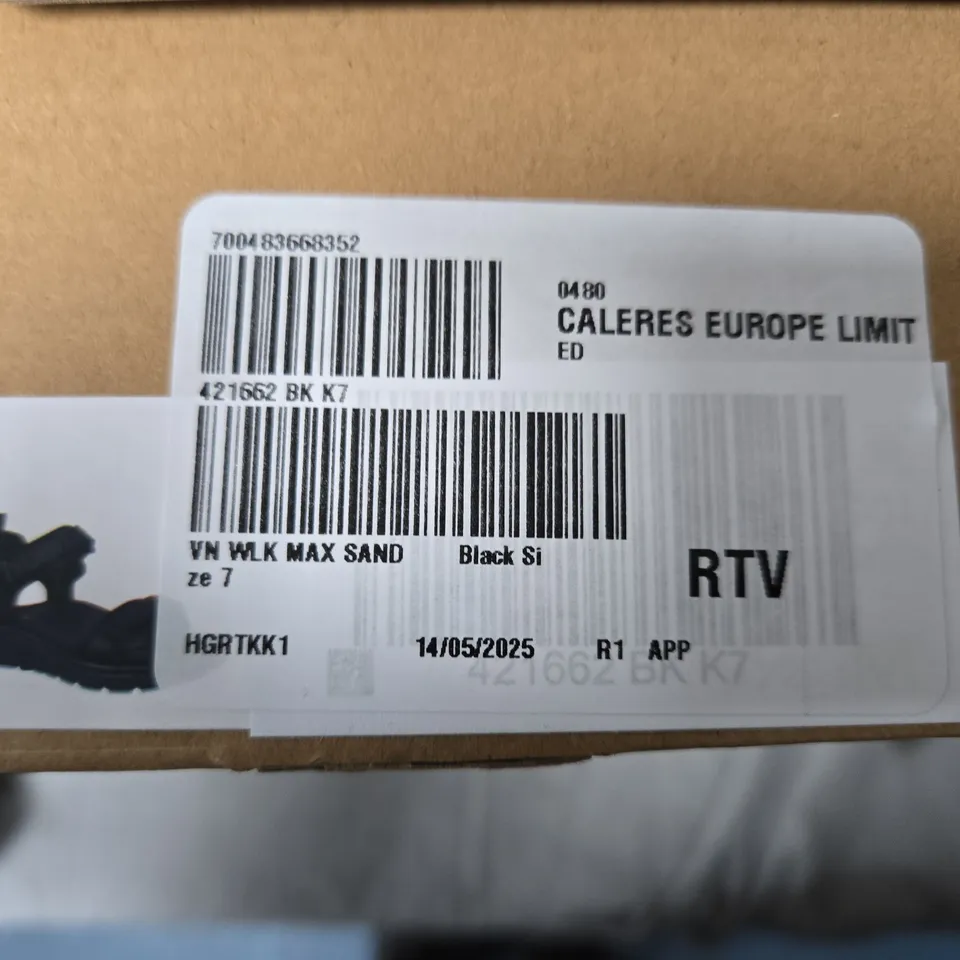 700483668352
0480
CALERES EUROPE LIMIT
ED
421662 BK K7
VN WLK MAX SAND Black Si
ze 7
RTV
HGRTKK1 14/05/2025 R1 APP
421662 BK K7